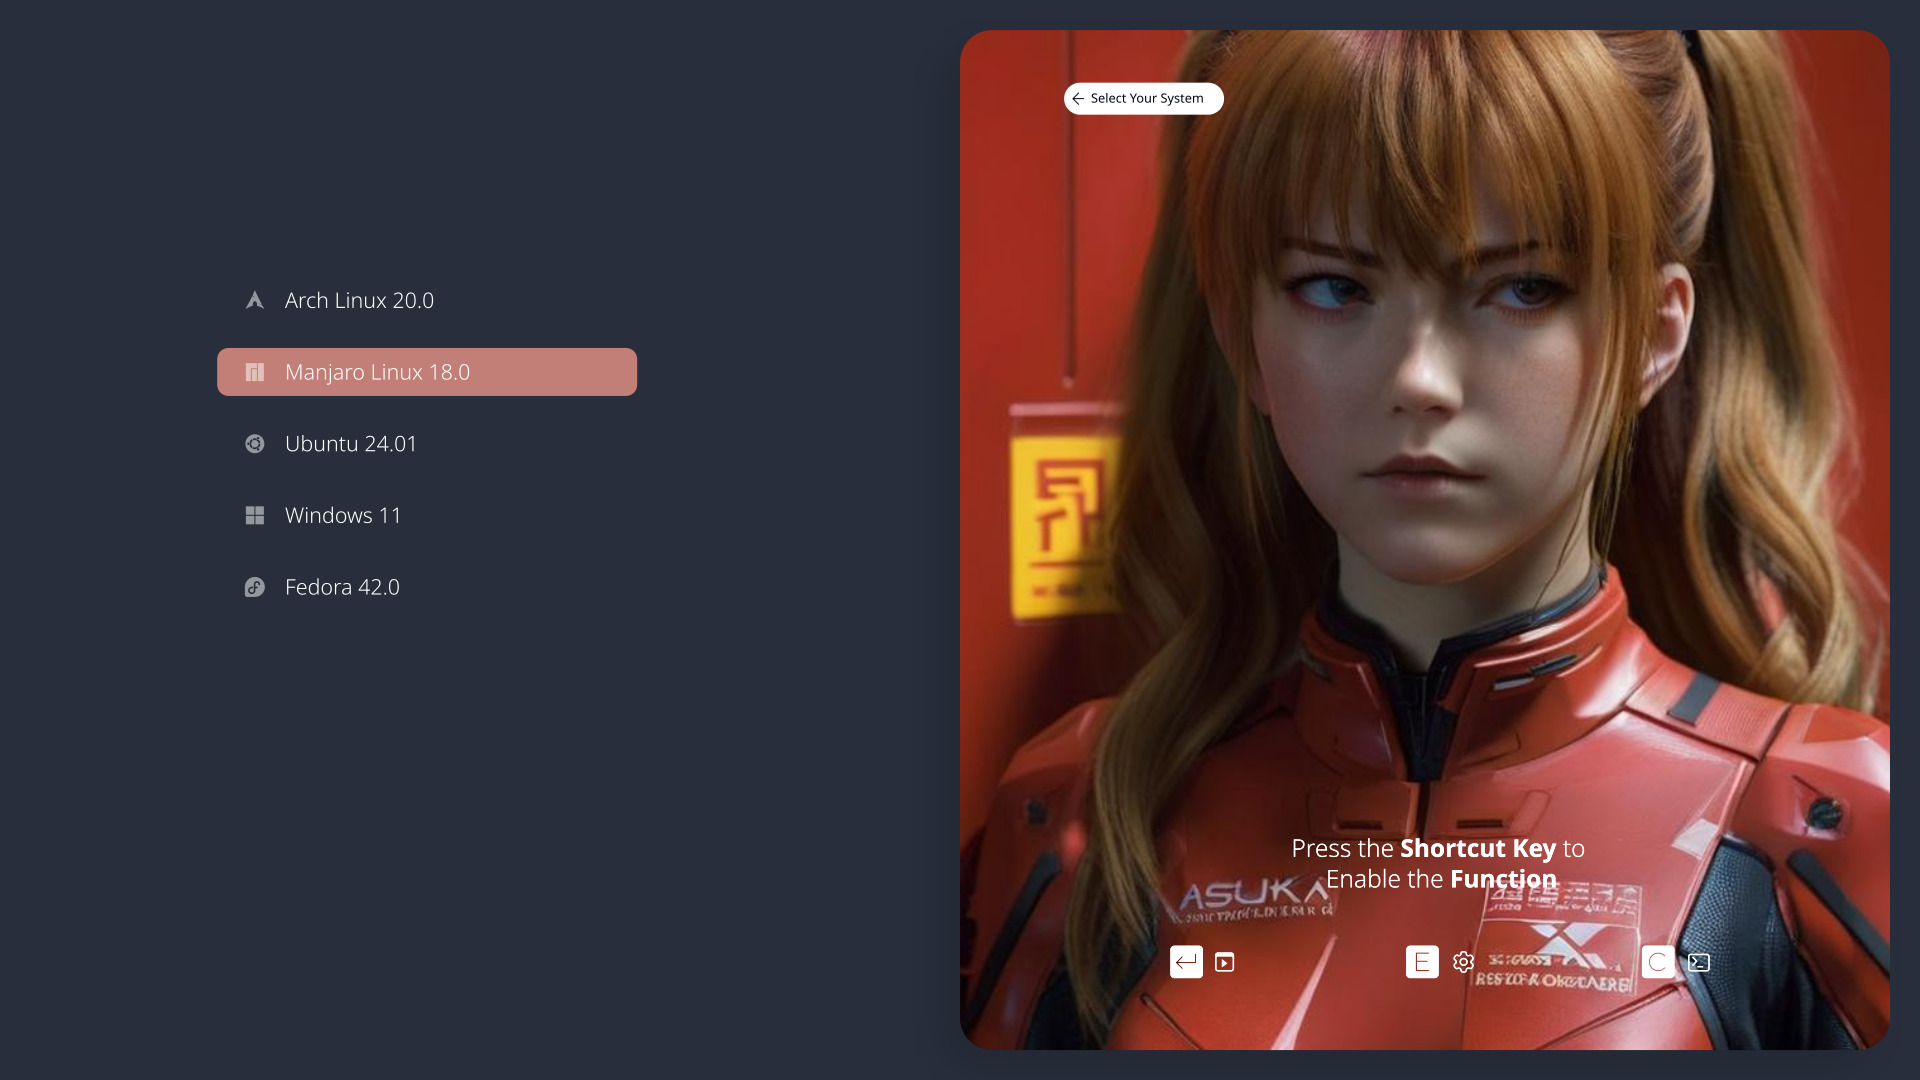 Select Your System
Arch Linux 20.0
Manjaro Linux 18.0
Ubuntu 24.01
Windows 11
Fedora 42.0
Press the Shortcut Key to
Enable the Function
ASUKA
E
C